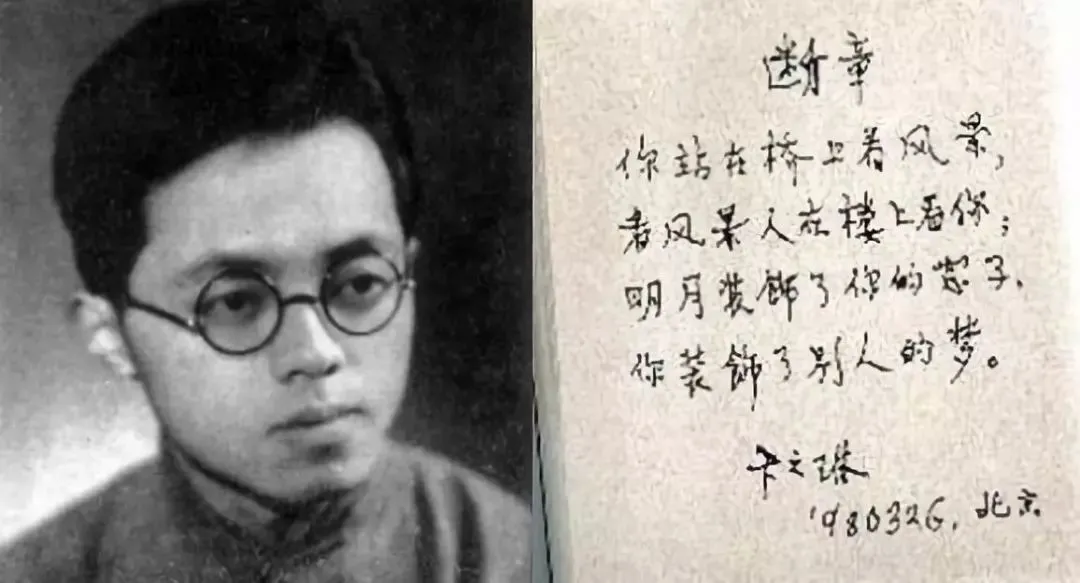 断章
你站在桥上看风景，
看风景人在楼上看你；
明月装饰了你的窗子，
你装饰了别人的梦。
卞之琳
1980326，北京